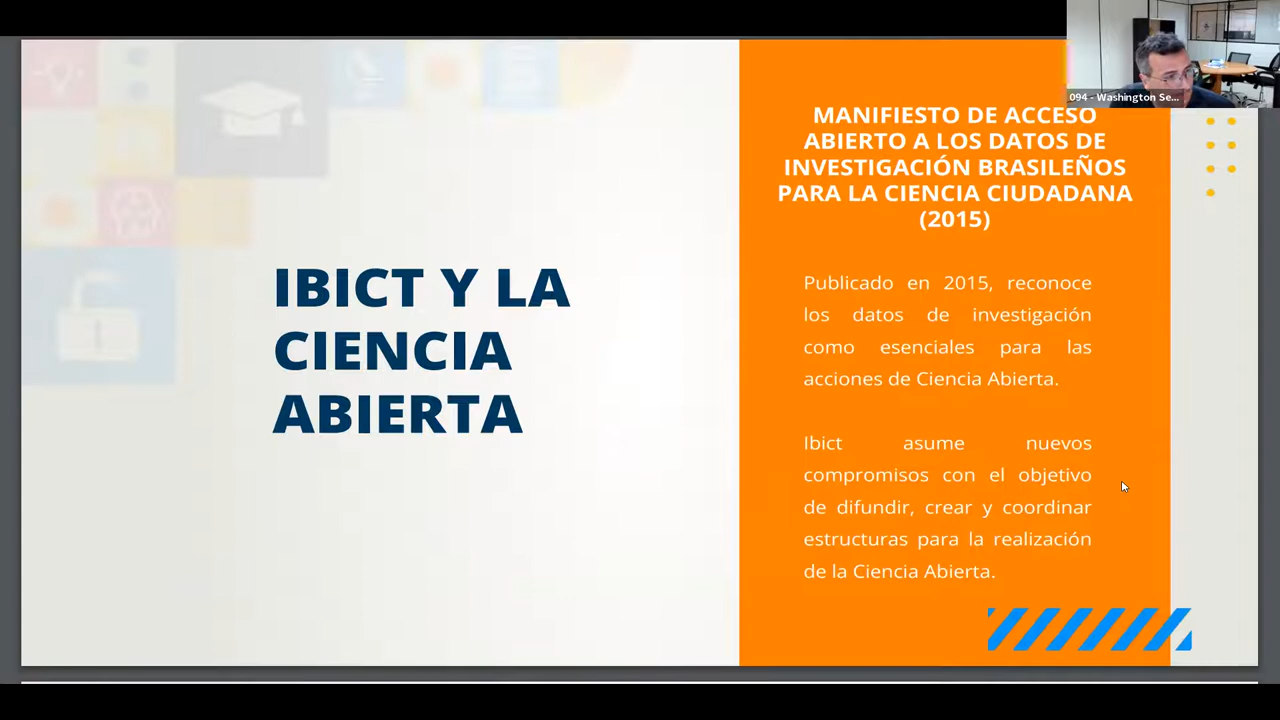 094 - Washington Se...
MANIFIESTO DE ACCESO
ABIERTO A LOS DATOS DE
INVESTIGACIÓN BRASILEÑOS
PARA LA CIENCIA CIUDADANA
(2015)
IBICT Y LA
CIENCIA
ABIERTA
Publicado en 2015, reconoce
los datos de investigación
como esenciales para las
acciones de Ciencia Abierta.
Ibict asume nuevos
compromisos con el objetivo
de difundir, crear y coordinar
estructuras para la realización
de la Ciencia Abierta.